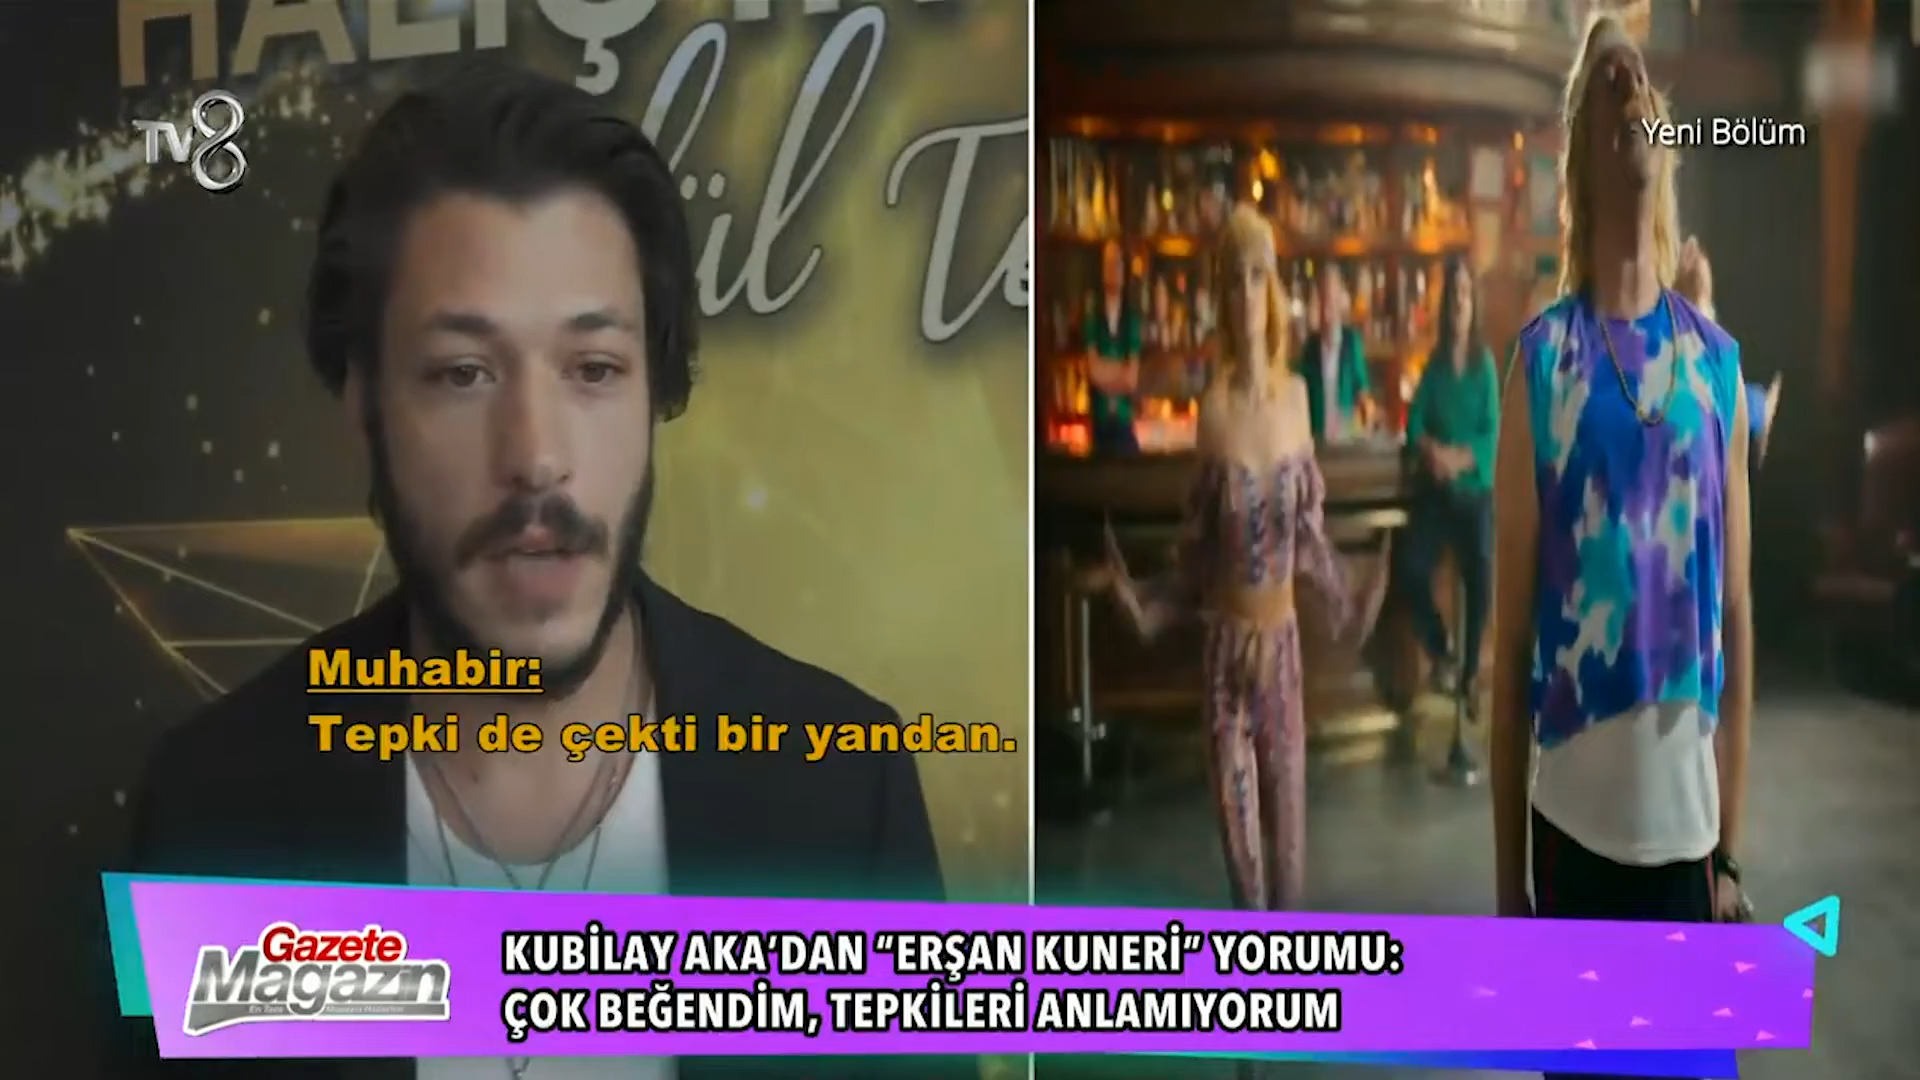 HALİÇ'İN
TV8
Yeni Bölüm
Muhabir:
Tepki de çekti bir yandan.
Gazete
Magazin
KUBİLAY AKA'DAN "ERŞAN KUNERİ" YORUMU:
ÇOK BEĞENDİM, TEPKİLERİ ANLAMIYORUM